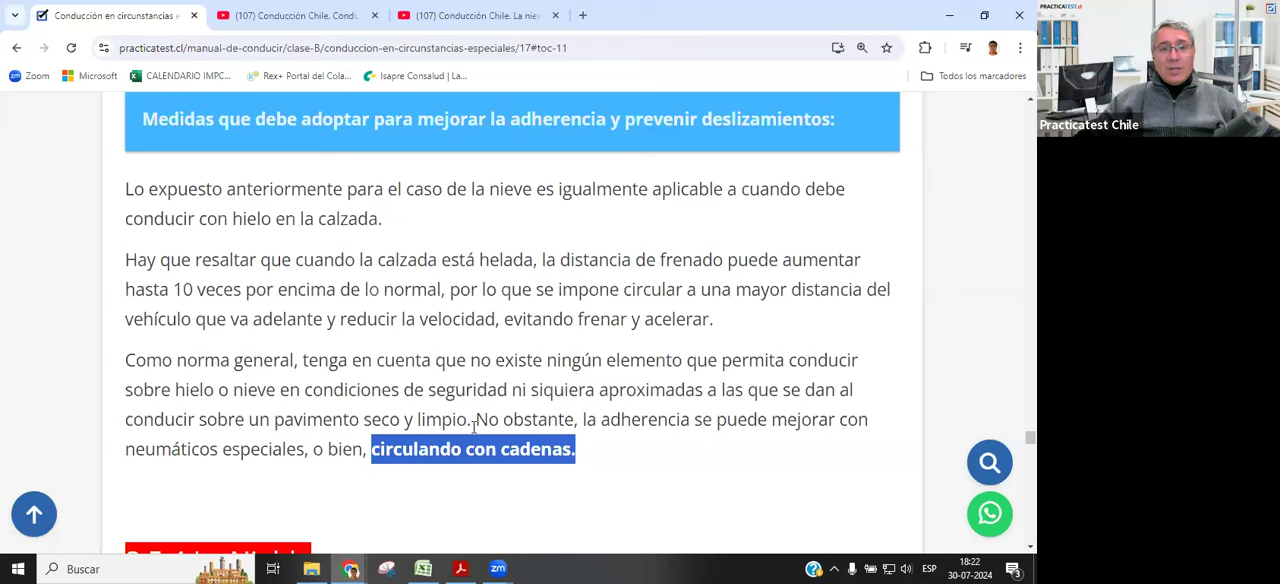 Conducción en circunstancias e
(107) Conducción Chile. Cond
(107) Conducción Chile. No nie
practicatest.cl/manual-de-conducir/clase-b/conduccion-en-circunstancias-especiales/17#toc-11
Zoom
Microsoft
CALENDARIO IMPO...
Rex+ Portal del Cola...
Isapre Consalud | La...
Todos los marcadores
Medidas que debe adoptar para mejorar la adherencia y prevenir deslizamientos:
Lo expuesto anteriormente para el caso de la nieve es igualmente aplicable a cuando debe
conducir con hielo en la calzada.
Hay que resaltar que cuando la calzada está helada, la distancia de frenado puede aumentar
hasta 10 veces por encima de lo normal, por lo que se impone circular a una mayor distancia del
vehículo que va adelante y reducir la velocidad, evitando frenar y acelerar.
Como norma general, tenga en cuenta que no existe ningún elemento que permita conducir
sobre hielo o nieve en condiciones de seguridad ni siquiera aproximadas a las que se dan al
conducir sobre un pavimento seco y limpio. No obstante, la adherencia se puede mejorar con
neumáticos especiales o bien, circulando con cadenas.
PRACTICATEST.cl
Practicatest Chile
Buscar
zm
ESP
18:22
30-07-2024
3